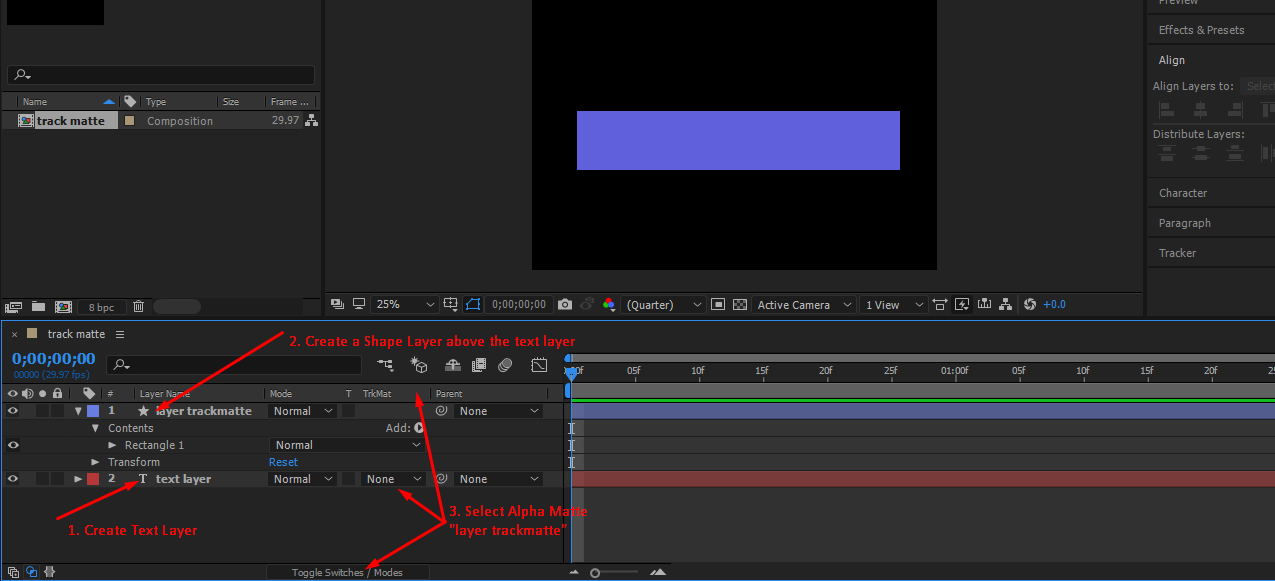 Preview
Effects & Presets
Align
Align Layers to: Select
Distribute Layers:
Character
Paragraph
Tracker
Name Type Size Frame ...
track matte Composition 29.97
8 bpc
25% 0;00;00;00 (Quarter) Active Camera 1 View +0.0
× track matte
0;00;00;00
00000 (29.97 fps)
2. Create a Shape Layer above the text layer
:00f 05f 10f 15f 20f 25f 01:00f 05f 10f 15f 20f 25
# Layer Name Mode T TrkMat Parent
1 layer trackmatte Normal None
Contents Add:
Rectangle 1 Normal
Transform Reset
2 T text layer Normal None None
1. Create Text Layer
3. Select Alpha Matte
"layer trackmatte"
Toggle Switches / Modes